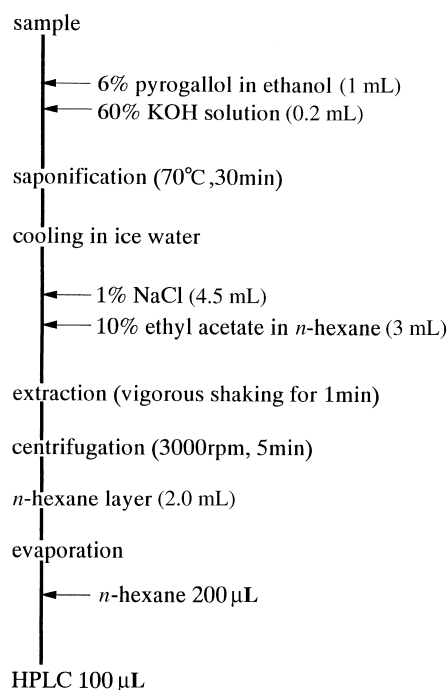 sample
6% pyrogallol in ethanol (1 mL)
60% KOH solution (0.2 mL)
saponification (70℃,30min)
cooling in ice water
1% NaCl (4.5 mL)
10% ethyl acetate in n-hexane (3 mL)
extraction (vigorous shaking for 1min)
centrifugation (3000rpm, 5min)
n-hexane layer (2.0 mL)
evaporation
n-hexane 200 μL
HPLC 100 μL